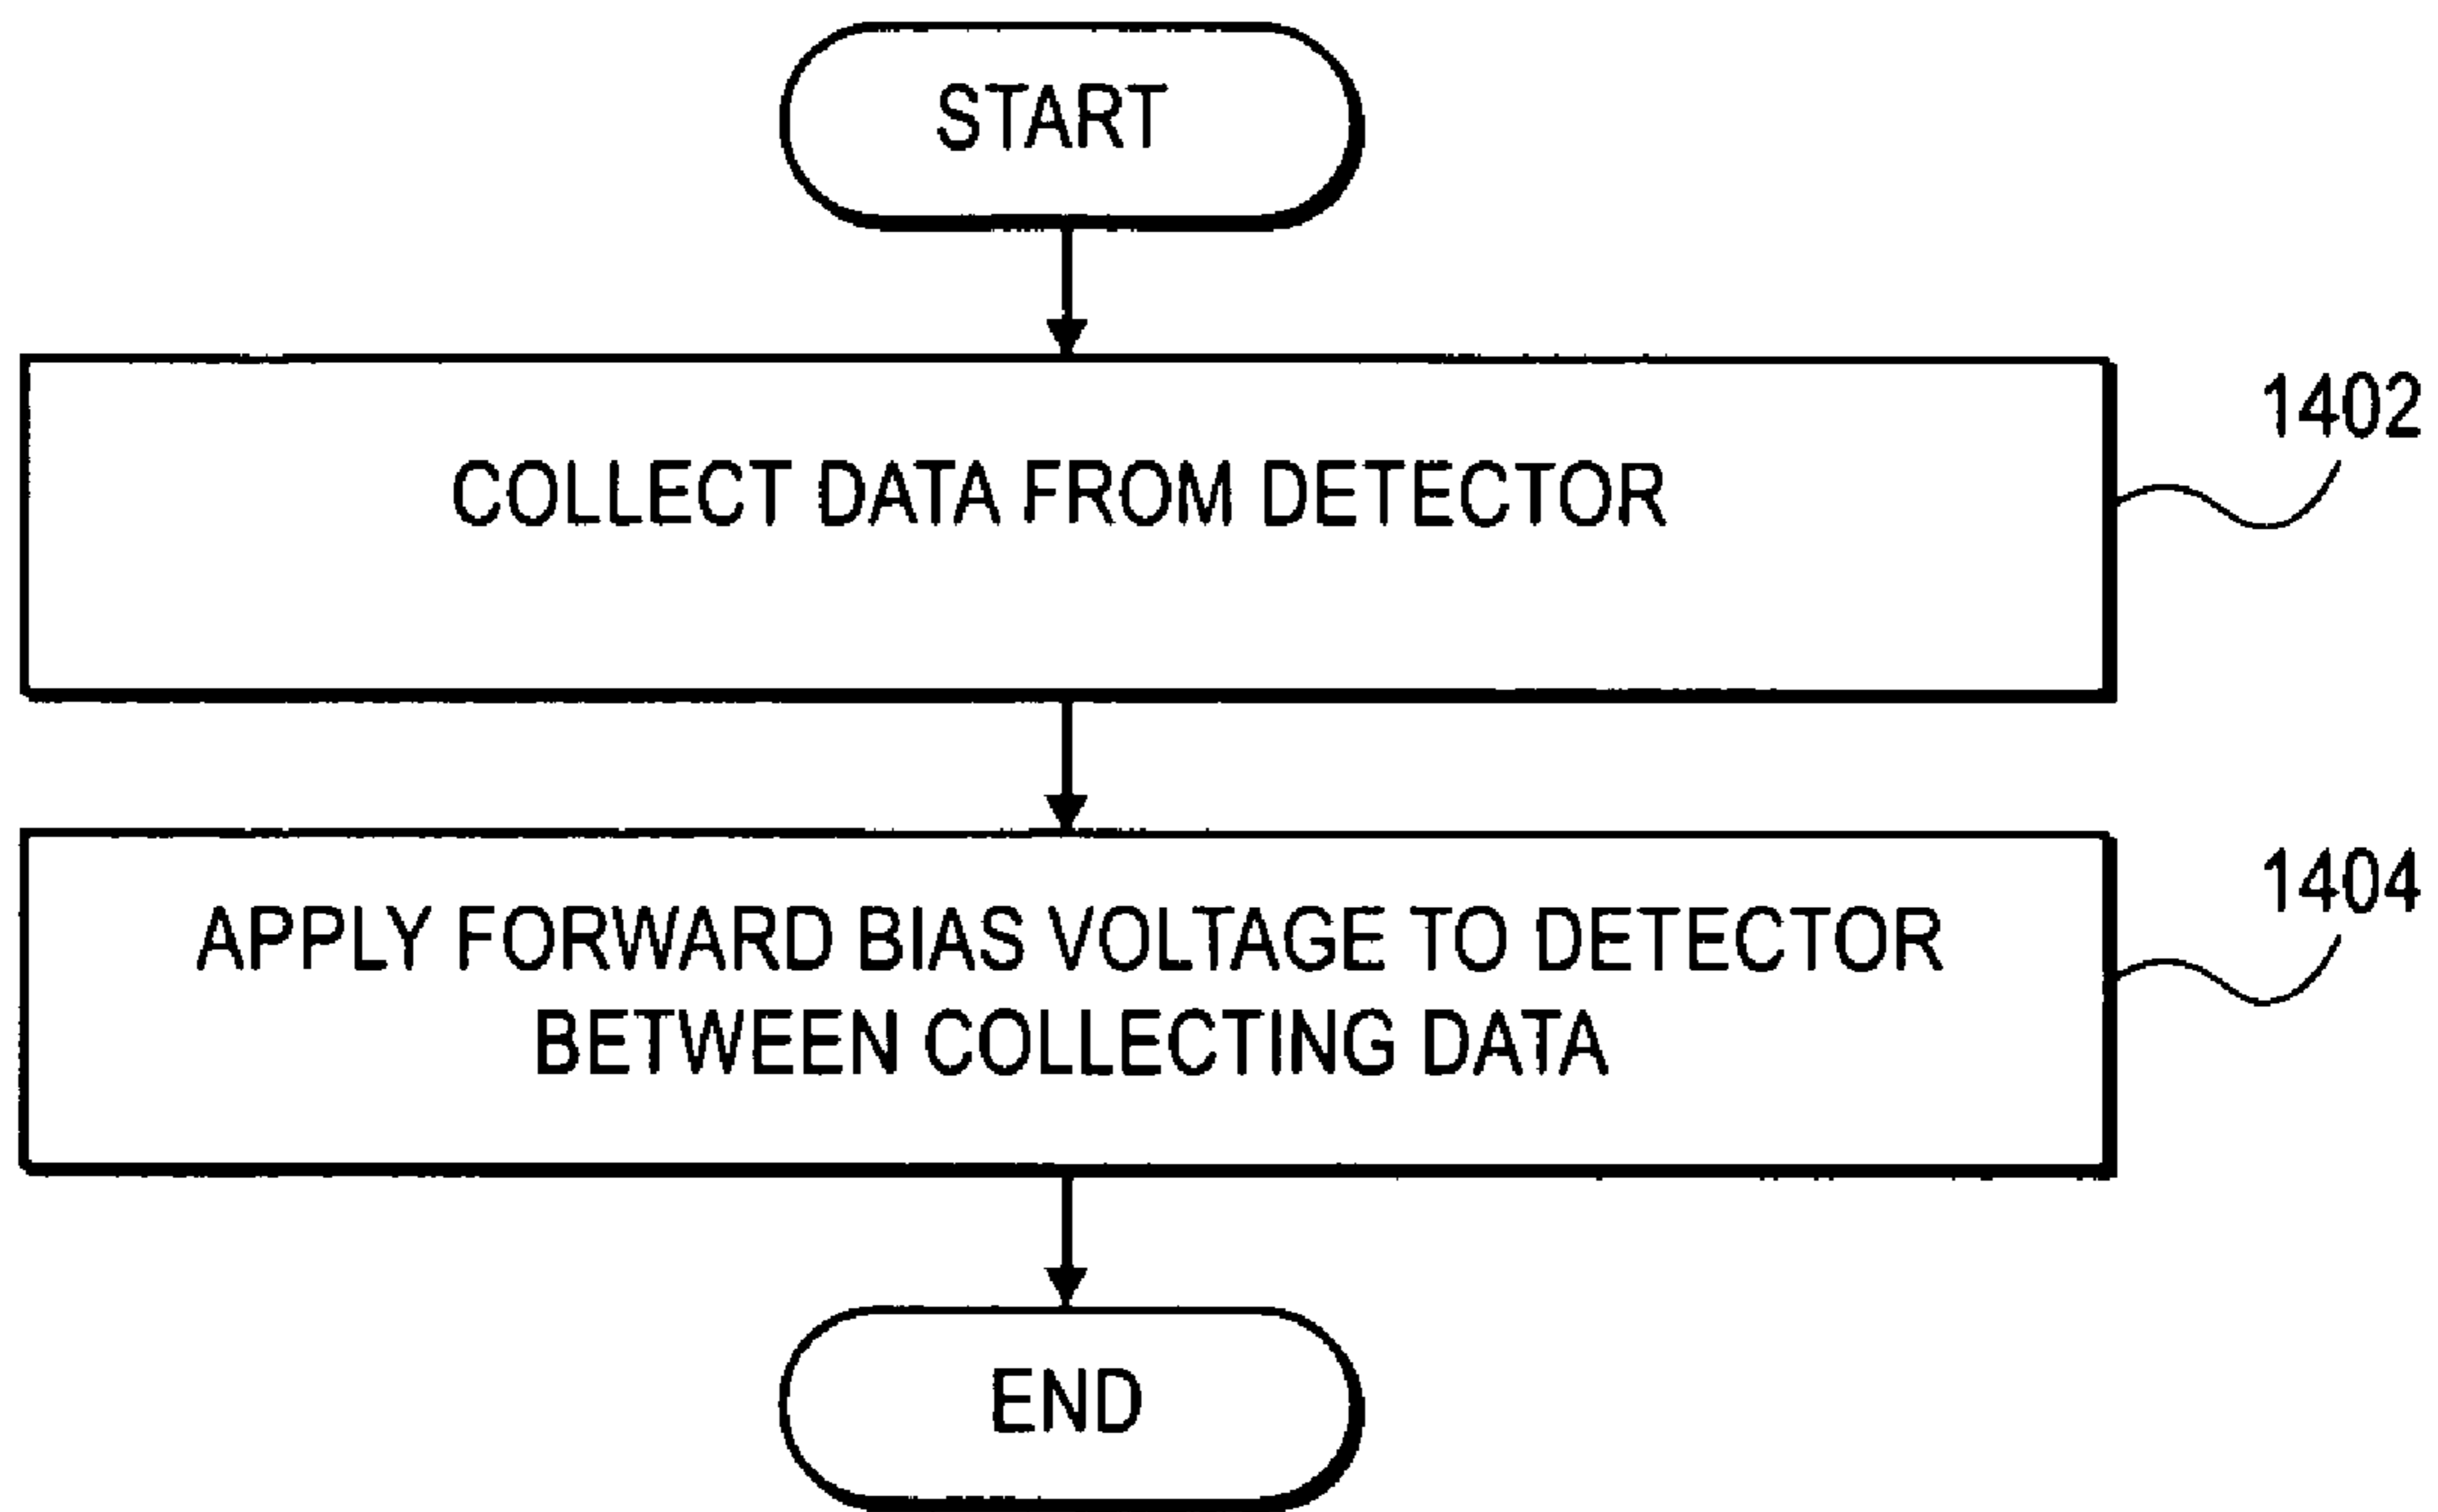 START
1402
COLLECT DATA FROM DETECTOR
1404
APPLY FORWARD BIAS VOLTAGE TO DETECTOR
BETWEEN COLLECTING DATA
END